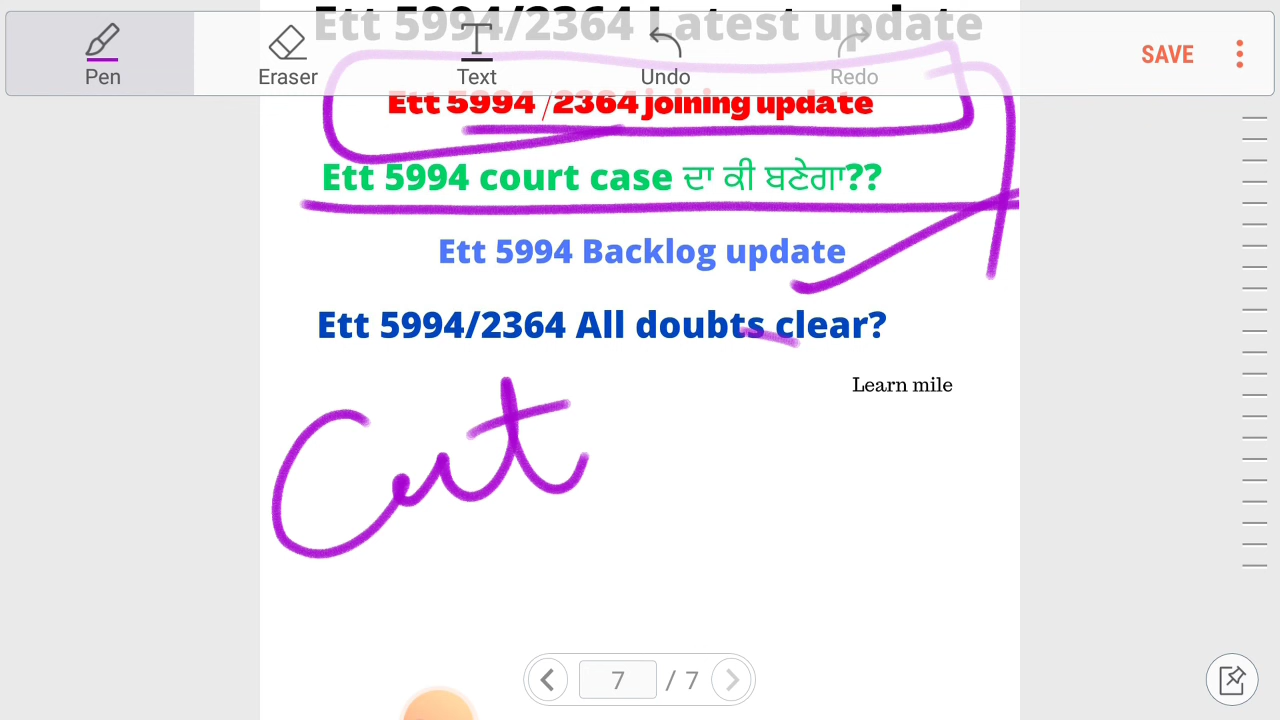 Ett 5994/2364 Latest update
Pen
Eraser
Text
Undo
Redo
SAVE
Ett 5994 /2364 joining update
Ett 5994 court case ਦਾ ਕੀ ਬਣੇਗਾ??
Ett 5994 Backlog update
Ett 5994/2364 All doubts clear?
Learn mile
7 / 7